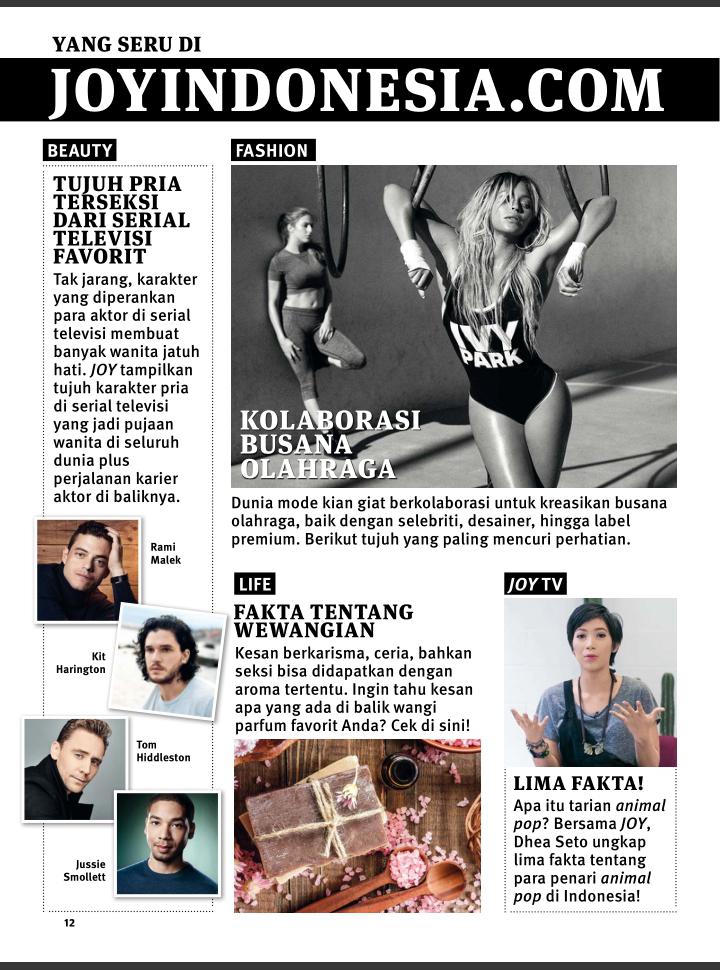 YANG SERU DI
JOYINDONESIA.COM
BEAUTY
TUJUH PRIA
TERSEKSI
DARI SERIAL
TELEVISI
FAVORIT
Tak jarang, karakter
yang diperankan
para aktor di serial
televisi membuat
banyak wanita jatuh
hati. JOY tampilkan
tujuh karakter pria
di serial televisi
yang jadi pujaan
wanita di seluruh
dunia plus
perjalanan karier
aktor di baliknya.
Rami
Malek
Kit
Harington
Tom
Hiddleston
Jussie
Smollett
FASHION
IVY
PARK
KOLABORASI
BUSANA
OLAHRAGA
Dunia mode kian giat berkolaborasi untuk kreasikan busana
olahraga, baik dengan selebriti, desainer, hingga label
premium. Berikut tujuh yang paling mencuri perhatian.
LIFE
FAKTA TENTANG
WEWANGIAN
Kesan berkarisma, ceria, bahkan
seksi bisa didapatkan dengan
aroma tertentu. Ingin tahu kesan
apa yang ada di balik wangi
parfum favorit Anda? Cek di sini!
JOY TV
LIMA FAKTA!
Apa itu tarian animal
pop? Bersama JOY,
Dhea Seto ungkap
lima fakta tentang
para penari animal
pop di Indonesia!
12